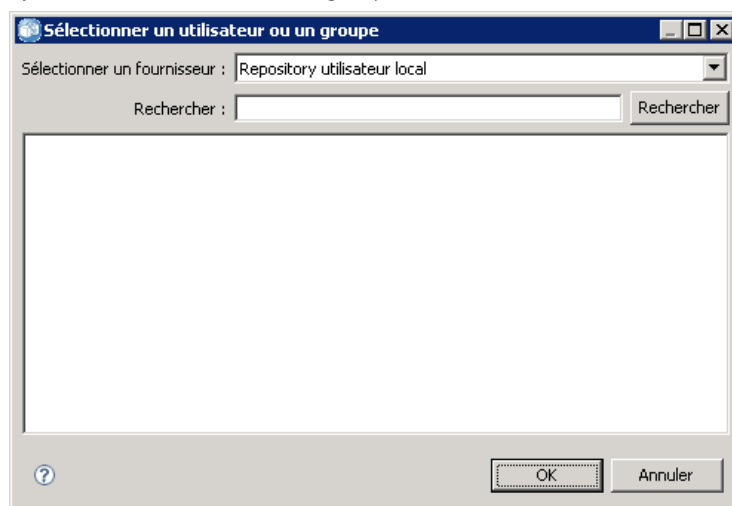 Sélectionner un utilisateur ou un groupe
Sélectionner un fournisseur : Repository utilisateur local
Rechercher : Rechercher
? OK Annuler